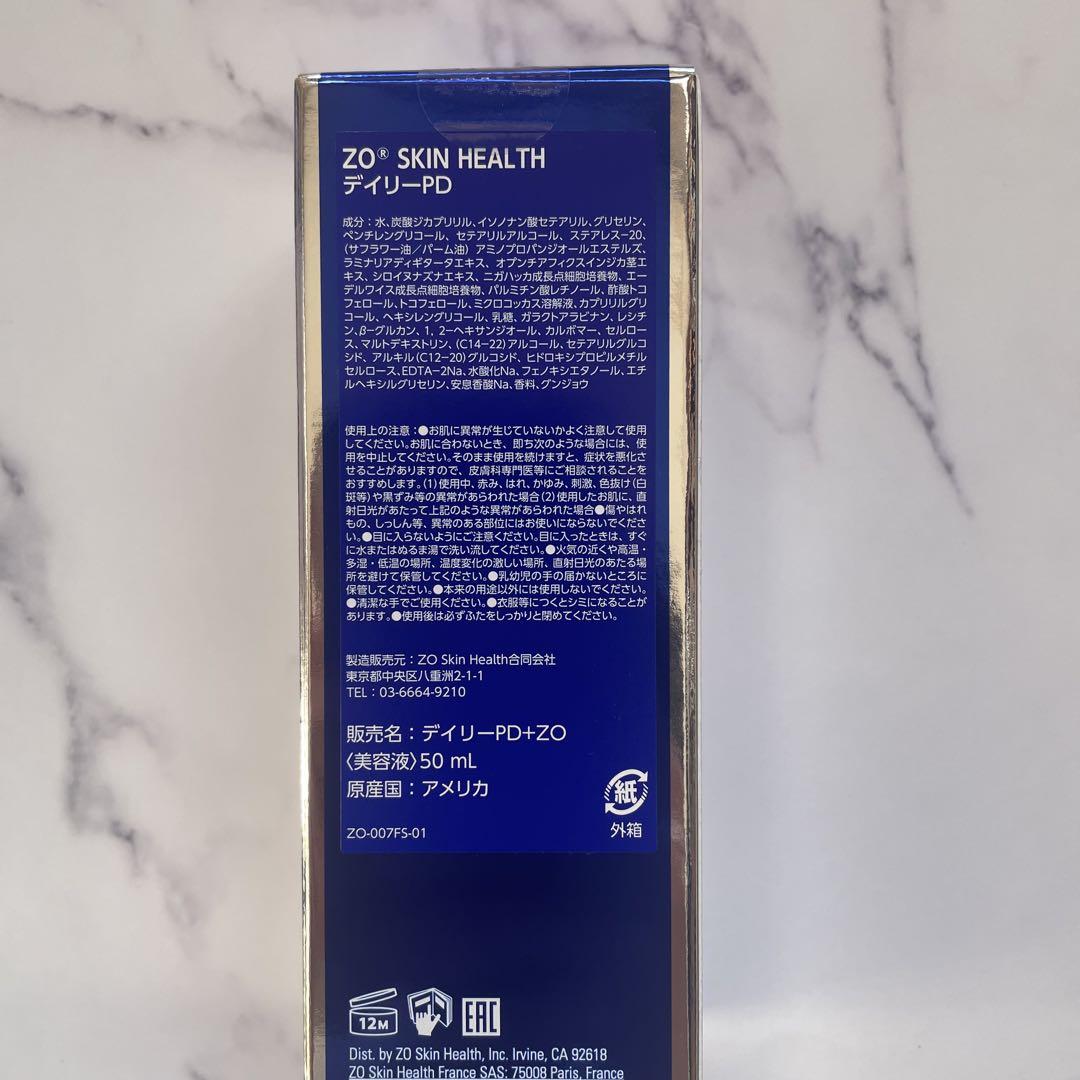 ZO® SKIN HEALTH
デイリーPD
成分：水、炭酸ジカプリリル、イソノナン酸セテアリル、グリセリン、
ペンチレングリコール、セテアリルアルコール、ステアレス-20、
(サフラワー油/パーム油) アミノプロパンジオールエステルズ、
ラミナリアディギタータエキス、オプンチアフィクスインジカ茎エ
キス、シロイヌナズナエキス、ニガハッカ成長点細胞培養物、エー
デルワイス成長点細胞培養物、パルミチン酸レチノール、酢酸トコ
フェロール、トコフェロール、ミクロコッカス溶解液、カプリリルグリ
コール、ヘキシレングリコール、乳糖、ガラクトアラビナン、レシチ
ン、β-グルカン、1，2-ヘキサンジオール、カルボマー、セルロー
ス、マルトデキストリン、(C14-22)アルコール、セテアリルグルコ
シド、アルキル(C12-20)グルコシド、ヒドロキシプロピルメチル
セルロース、EDTA-2Na、水酸化Na、フェノキシエタノール、エチ
ルヘキシルグリセリン、安息香酸Na、香料、グンジョウ
使用上の注意：●お肌に異常が生じていないかよく注意して使用
してください。お肌に合わないとき、即ち次のような場合には、使
用を中止してください。そのまま使用を続けますと、症状を悪化さ
せることがありますので、皮膚科専門医等にご相談されることを
おすすめします。(1)使用中、赤み、はれ、かゆみ、刺激、色抜け(白
斑等)や黒ずみ等の異常があらわれた場合(2)使用したお肌に、直
射日光があたって上記のような異常があらわれた場合●傷やはれ
もの、しっしん等、異常のある部位にはお使いにならないでくださ
い。●目に入らないようにご注意ください。目に入ったときは、すぐ
に水またはぬるま湯で洗い流してください。●火気の近くや高温・
多湿・低温の場所、温度変化の激しい場所、直射日光のあたる場
所を避けて保管してください。●乳幼児の手の届かないところに
保管してください。●本来の用途以外には使用しないでください。
●清潔な手でご使用ください。●衣服等につくとシミになることが
あります。●使用後は必ずふたをしっかりと閉めてください。
製造販売元：ZO Skin Health合同会社
東京都中央区八重洲2-1-1
TEL：03-6664-9210
販売名：デイリーPD+ZO
〈美容液〉50 mL
原産国：アメリカ
紙
外箱
ZO-007FS-01
12M
EAC
Dist. by ZO Skin Health, Inc. Irvine, CA 92618
ZO Skin Health France SAS: 75008 Paris, France